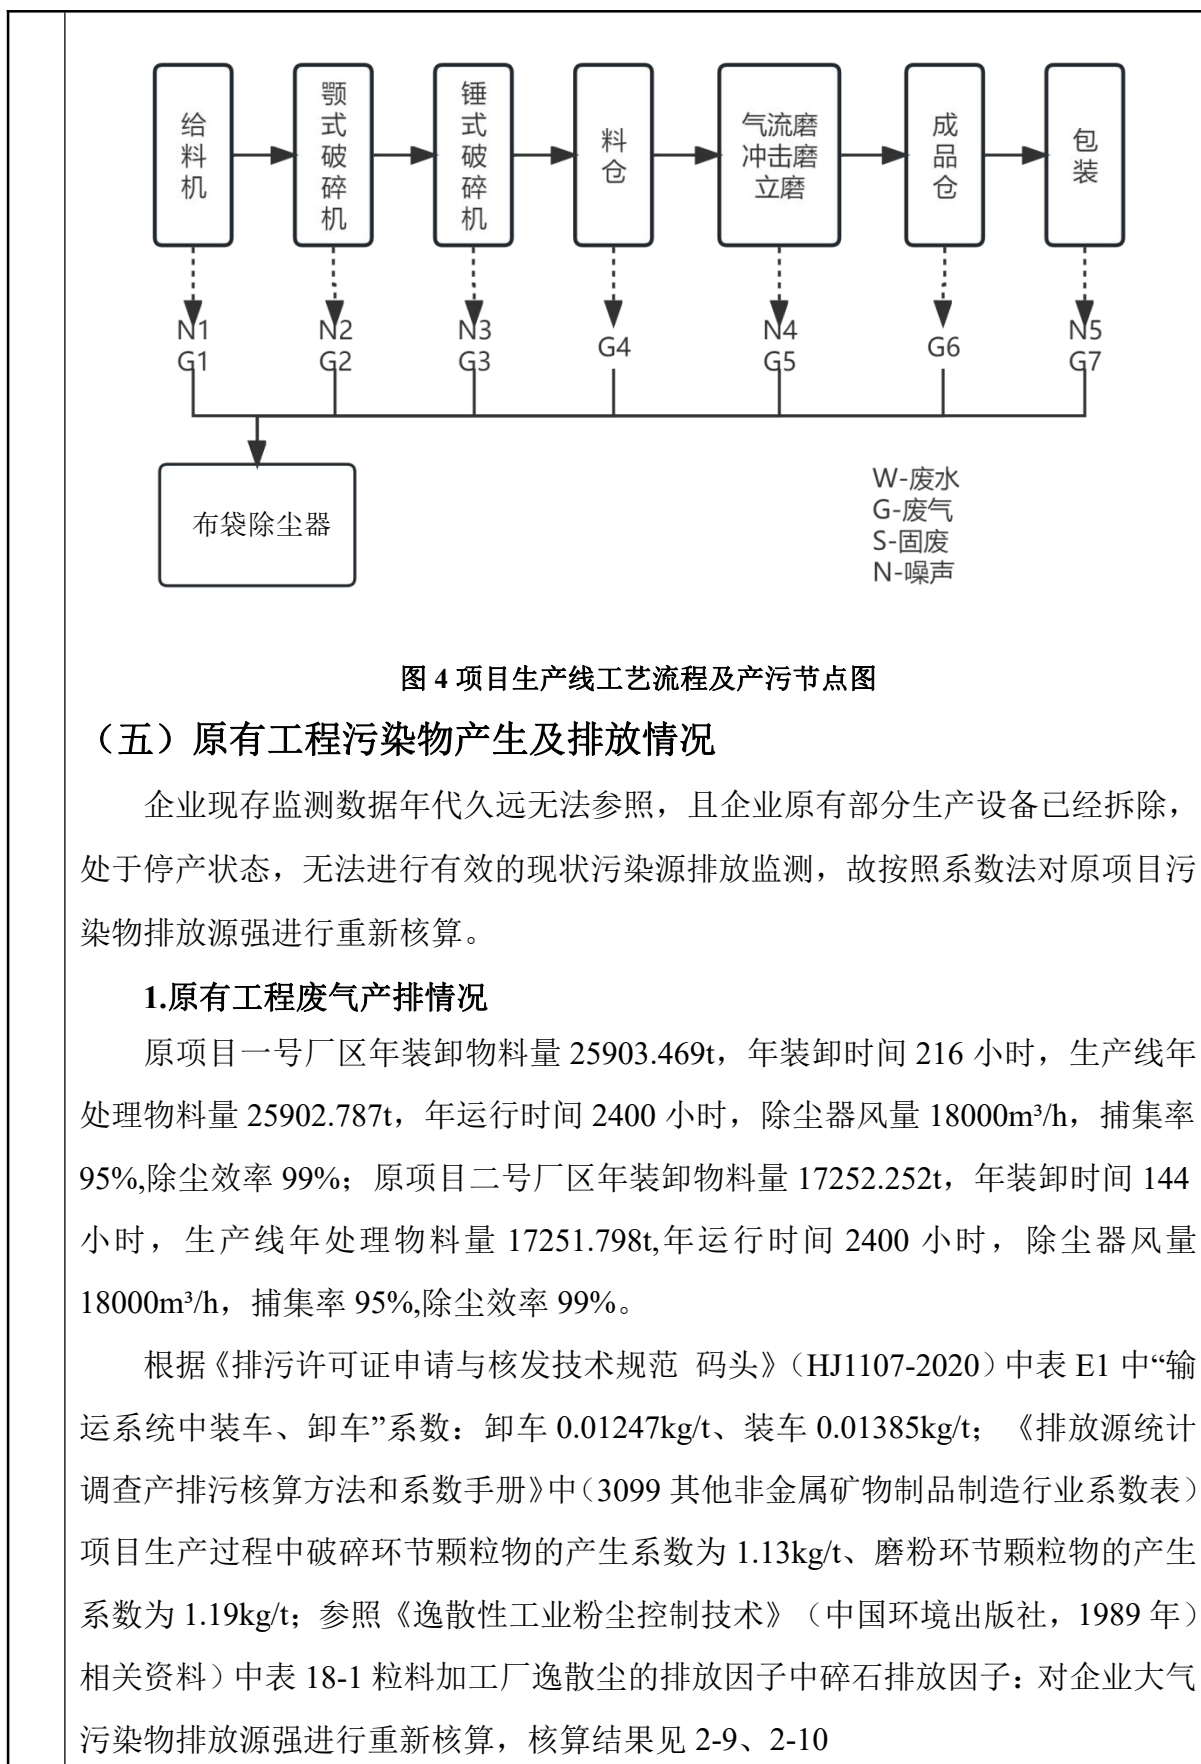 给料机
颚式破碎机
锤式破碎机
料仓
气流磨
冲击磨
立磨
成品仓
包装
N1
G1
N2
G2
N3
G3
G4
N4
G5
G6
N5
G7
布袋除尘器
W-废水
G-废气
S-固废
N-噪声
图 4 项目生产线工艺流程及产污节点图
（五）原有工程污染物产生及排放情况
企业现存监测数据年代久远无法参照，且企业原有部分生产设备已经拆除，
处于停产状态，无法进行有效的现状污染源排放监测，故按照系数法对原项目污
染物排放源强进行重新核算。
1.原有工程废气产排情况
原项目一号厂区年装卸物料量 25903.469t，年装卸时间 216 小时，生产线年
处理物料量 25902.787t，年运行时间 2400 小时，除尘器风量 18000m³/h，捕集率
95%,除尘效率 99%；原项目二号厂区年装卸物料量 17252.252t，年装卸时间 144
小时，生产线年处理物料量 17251.798t,年运行时间 2400 小时，除尘器风量
18000m³/h，捕集率 95%,除尘效率 99%。
根据《排污许可证申请与核发技术规范 码头》（HJ1107-2020）中表 E1 中“输
运系统中装车、卸车”系数：卸车 0.01247kg/t、装车 0.01385kg/t；《排放源统计
调查产排污核算方法和系数手册》中（3099 其他非金属矿物制品制造行业系数表）
项目生产过程中破碎环节颗粒物的产生系数为 1.13kg/t、磨粉环节颗粒物的产生
系数为 1.19kg/t；参照《逸散性工业粉尘控制技术》（中国环境出版社，1989 年）
相关资料）中表 18-1 粒料加工厂逸散尘的排放因子中碎石排放因子：对企业大气
污染物排放源强进行重新核算，核算结果见 2-9、2-10